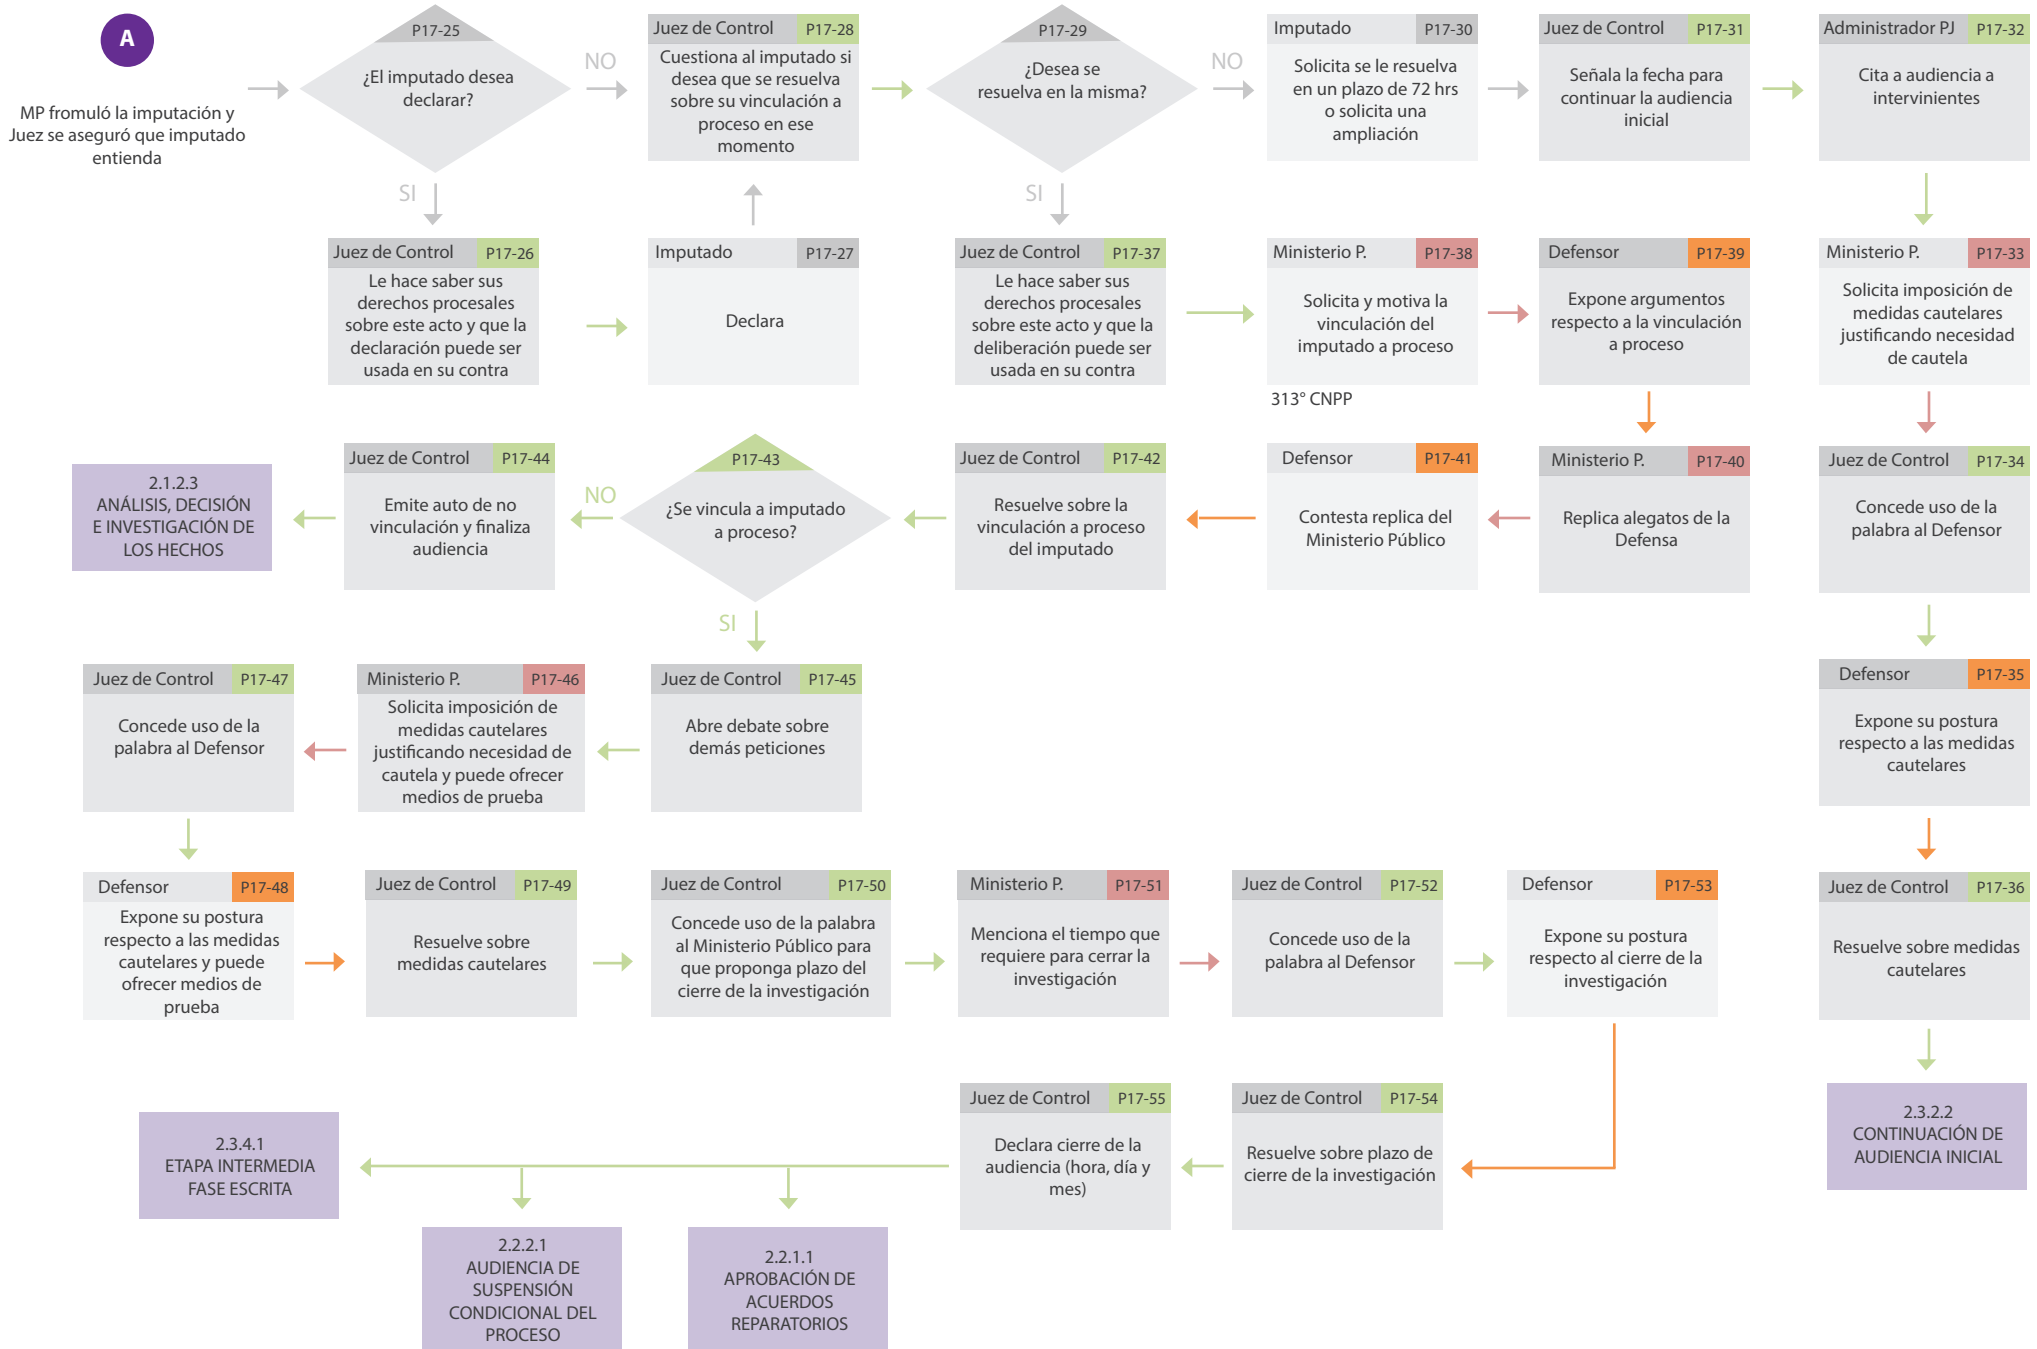 A
MP fromuló la imputación y
Juez se aseguró que imputado
entienda
P17-25
¿El imputado desea
declarar?
NO
SI
Juez de Control P17-28
Cuestiona al imputado si
desea que se resuelva
sobre su vinculación a
proceso en ese
momento
P17-29
¿Desea se
resuelva en la misma?
NO
SI
Imputado P17-30
Solicita se le resuelva
en un plazo de 72 hrs
o solicita una
ampliación
Juez de Control P17-31
Señala la fecha para
continuar la audiencia
inicial
Administrador PJ P17-32
Cita a audiencia a
intervinientes
Juez de Control P17-26
Le hace saber sus
derechos procesales
sobre este acto y que la
declaración puede ser
usada en su contra
Imputado P17-27
Declara
Juez de Control P17-37
Le hace saber sus
derechos procesales
sobre este acto y que la
deliberación puede ser
usada en su contra
Ministerio P. P17-38
Solicita y motiva la
vinculación del
imputado a proceso
313° CNPP
Defensor P17-39
Expone argumentos
respecto a la vinculación
a proceso
Ministerio P. P17-33
Solicita imposición de
medidas cautelares
justificando necesidad
de cautela
2.1.2.3
ANÁLISIS, DECISIÓN
E INVESTIGACIÓN DE
LOS HECHOS
Juez de Control P17-44
Emite auto de no
vinculación y finaliza
audiencia
NO
P17-43
¿Se vincula a imputado
a proceso?
SI
Juez de Control P17-42
Resuelve sobre la
vinculación a proceso
del imputado
Defensor P17-41
Contesta replica del
Ministerio Público
Ministerio P. P17-40
Replica alegatos de la
Defensa
Juez de Control P17-34
Concede uso de la
palabra al Defensor
Juez de Control P17-47
Concede uso de la
palabra al Defensor
Ministerio P. P17-46
Solicita imposición de
medidas cautelares
justificando necesidad de
cautela y puede ofrecer
medios de prueba
Juez de Control P17-45
Abre debate sobre
demás peticiones
Defensor P17-35
Expone su postura
respecto a las medidas
cautelares
Defensor P17-48
Expone su postura
respecto a las medidas
cautelares y puede
ofrecer medios de
prueba
Juez de Control P17-49
Resuelve sobre
medidas cautelares
Juez de Control P17-50
Concede uso de la palabra
al Ministerio Público para
que proponga plazo del
cierre de la investigación
Ministerio P. P17-51
Menciona el tiempo que
requiere para cerrar la
investigación
Juez de Control P17-52
Concede uso de la
palabra al Defensor
Defensor P17-53
Expone su postura
respecto al cierre de la
investigación
Juez de Control P17-36
Resuelve sobre medidas
cautelares
2.3.4.1
ETAPA INTERMEDIA
FASE ESCRITA
Juez de Control P17-55
Declara cierre de la
audiencia (hora, día y
mes)
Juez de Control P17-54
Resuelve sobre plazo de
cierre de la investigación
2.3.2.2
CONTINUACIÓN DE
AUDIENCIA INICIAL
2.2.2.1
AUDIENCIA DE
SUSPENSIÓN
CONDICIONAL DEL
PROCESO
2.2.1.1
APROBACIÓN DE
ACUERDOS
REPARATORIOS